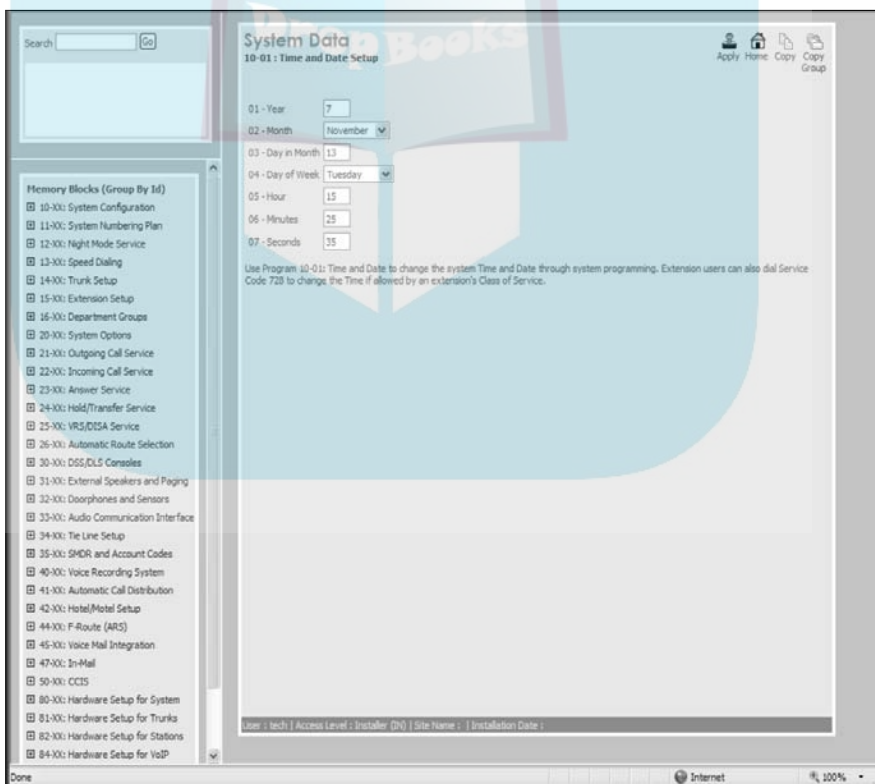 Search
Go
System Data
10-01 : Time and Date Setup
Apply Home Copy Copy Group
DropBooks
01 - Year 7
02 - Month November
03 - Day in Month 13
04 - Day of Week Tuesday
05 - Hour 15
06 - Minutes 25
07 - Seconds 35
Use Program 10-01: Time and Date to change the system Time and Date through system programming. Extension users can also dial Service
Code 728 to change the Time if allowed by an extension's Class of Service.
Memory Blocks (Group By Id)
10-XX: System Configuration
11-XX: System Numbering Plan
12-XX: Night Mode Service
13-XX: Speed Dialing
14-XX: Trunk Setup
15-XX: Extension Setup
16-XX: Department Groups
20-XX: System Options
21-XX: Outgoing Call Service
22-XX: Incoming Call Service
23-XX: Answer Service
24-XX: Hold/Transfer Service
25-XX: VRS/DISA Service
26-XX: Automatic Route Selection
30-XX: DSS/DLS Consoles
31-XX: External Speakers and Paging
32-XX: Doorphones and Sensors
33-XX: Audio Communication Interface
34-XX: Tie Line Setup
35-XX: SMDR and Account Codes
40-XX: Voice Recording System
41-XX: Automatic Call Distribution
42-XX: Hotel/Motel Setup
44-XX: F-Route (ARS)
45-XX: Voice Mail Integration
47-XX: In-Mail
50-XX: CCIS
80-XX: Hardware Setup for System
81-XX: Hardware Setup for Trunks
82-XX: Hardware Setup for Stations
84-XX: Hardware Setup for VoIP
User : tech | Access Level : Installer (IN) | Site Name : | Installation Date :
Done
Internet
100%